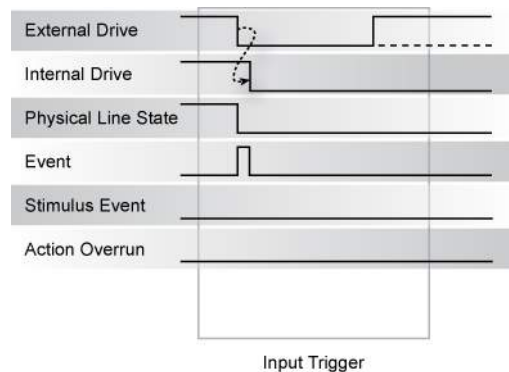 External Drive
Internal Drive
Physical Line State
Event
Stimulus Event
Action Overrun
Input Trigger